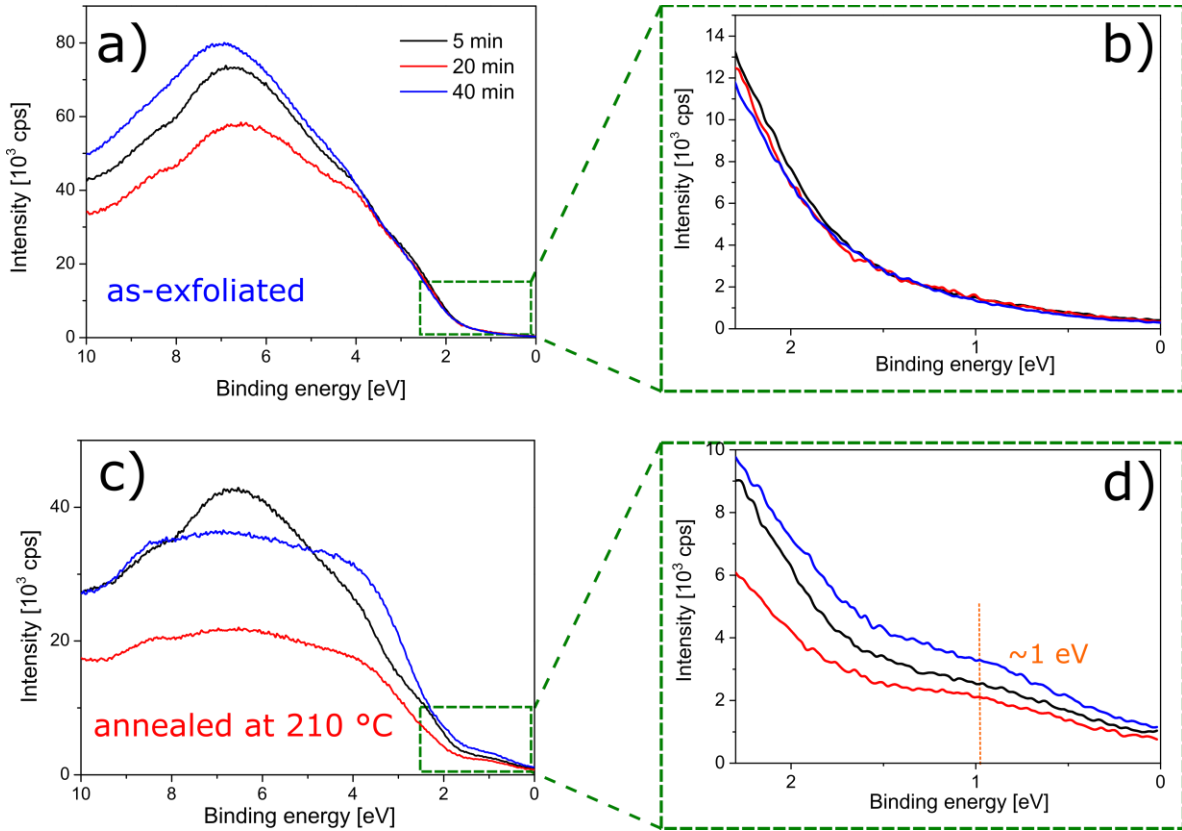 a)
5 min
20 min
40 min
as-exfoliated
80
60
40
20
0
10 8 6 4 2 0
Intensity [10³ cps]
Binding energy [eV]
b)
14
12
10
8
6
4
2
0
2 1 0
Intensity [10³ cps]
Binding energy [eV]
c)
annealed at 210 °C
40
20
0
10 8 6 4 2 0
Intensity [10³ cps]
Binding energy [eV]
d)
~1 eV
10
8
6
4
2
0
2 1 0
Intensity [10³ cps]
Binding energy [eV]